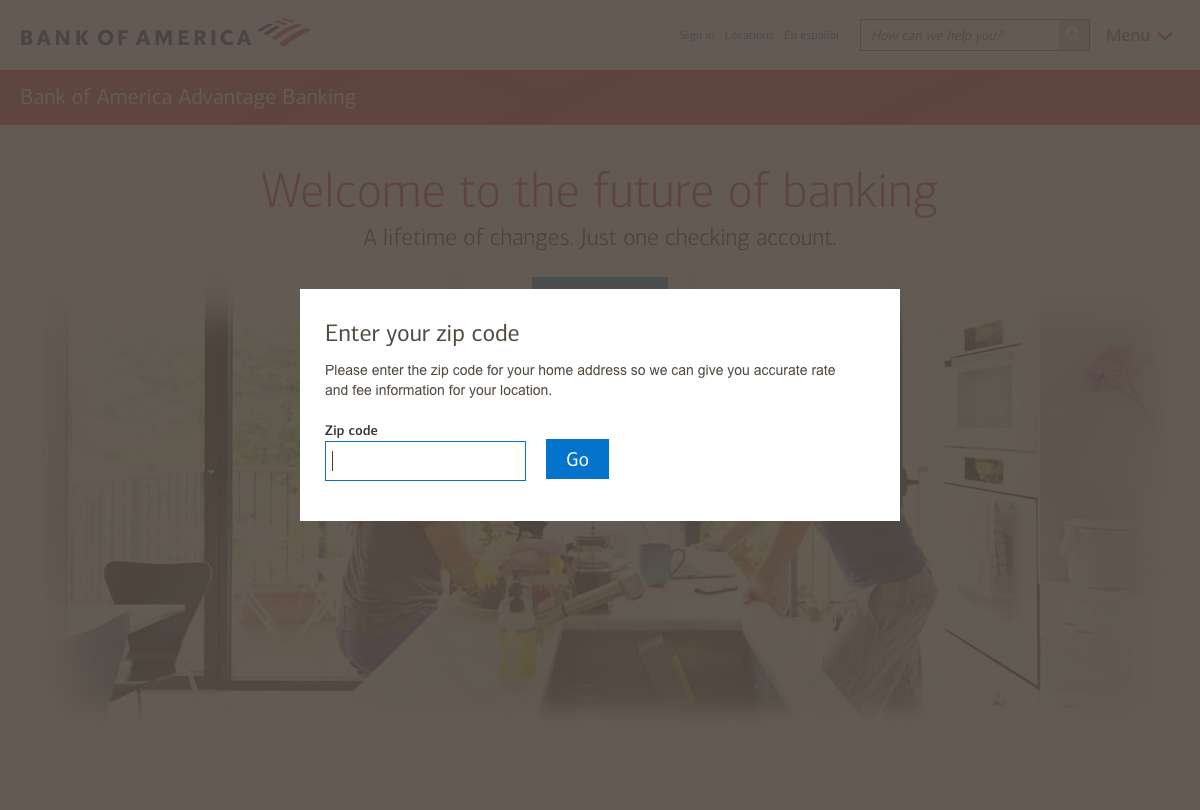 BANK OF AMERICA
Sign in Locations En español
How can we help you?
Menu
Bank of America Advantage Banking
Welcome to the future of banking
A lifetime of changes. Just one checking account.
Enter your zip code
Please enter the zip code for your home address so we can give you accurate rate
and fee information for your location.
Zip code
Go